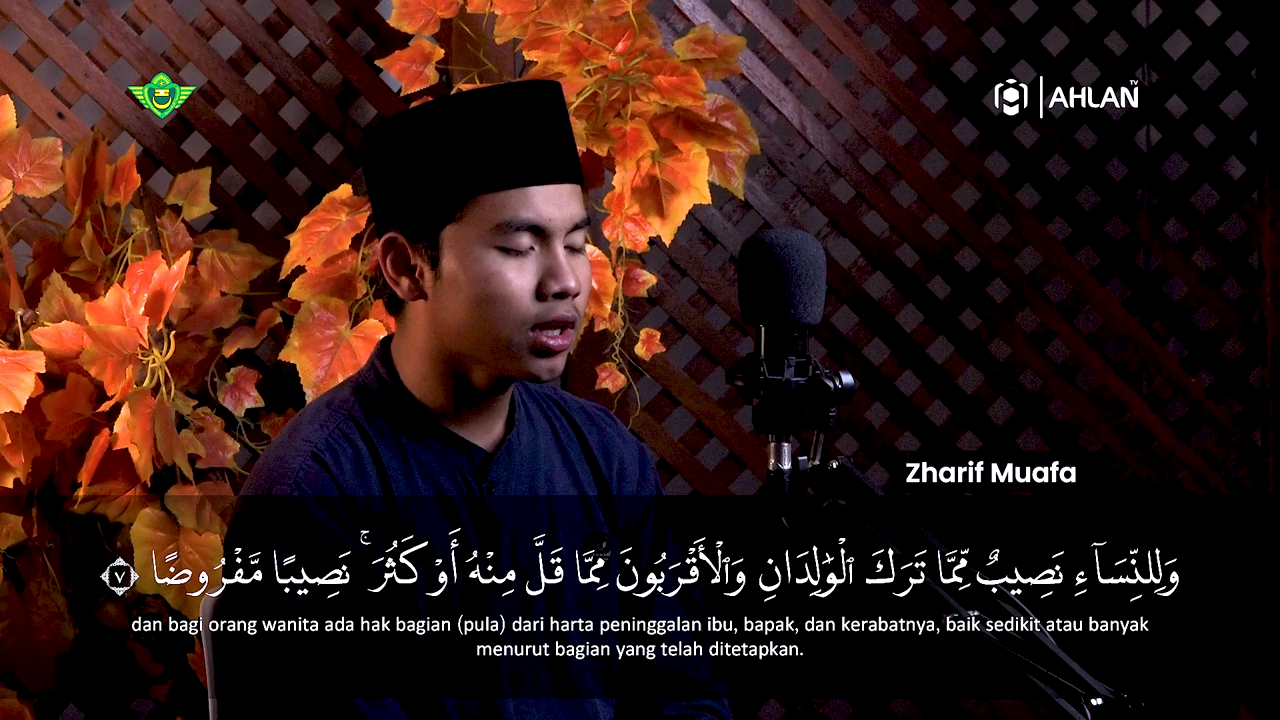 TV
AHLAN
Zharif Muafa
وَلِلنِّسَآءِ نَصِيبٌ مِّمَّا تَرَكَ ٱلْوَٰلِدَانِ وَٱلْأَقْرَبُونَ مِمَّا قَلَّ مِنْهُ أَوْ كَثُرَ ۚ نَصِيبًا مَّفْرُوضًا ٧
dan bagi orang wanita ada hak bagian (pula) dari harta peninggalan ibu, bapak, dan kerabatnya, baik sedikit atau banyak
menurut bagian yang telah ditetapkan.